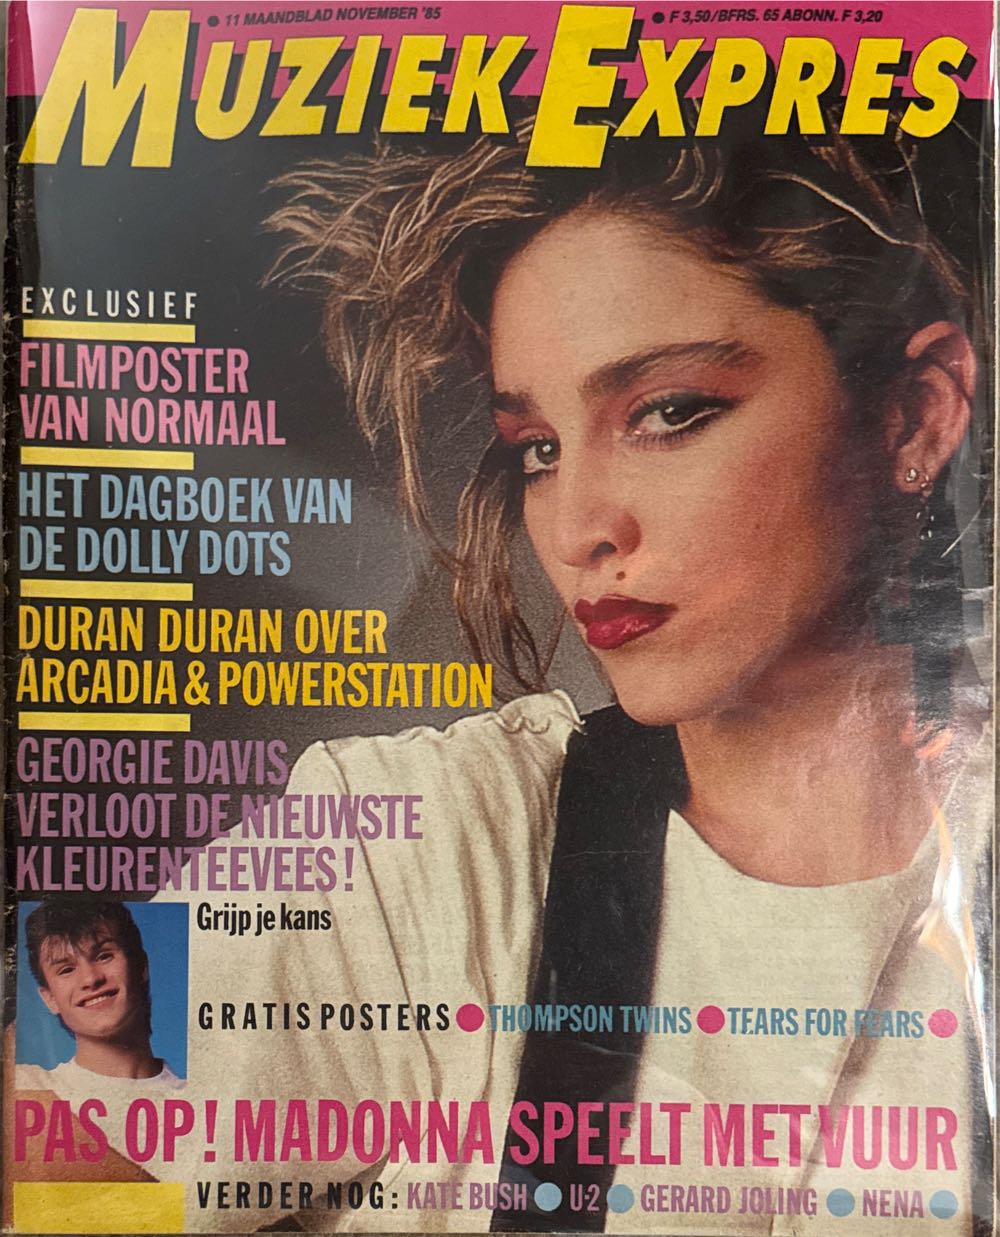 ● 11 MAANDBLAD NOVEMBER '85
● F 3,50/BFRS. 65 ABONN. F 3,20
MUZIEK EXPRES
EXCLUSIEF
FILMPOSTER
VAN NORMAAL
HET DAGBOEK VAN
DE DOLLY DOTS
DURAN DURAN OVER
ARCADIA & POWERSTATION
GEORGIE DAVIS
VERLOOT DE NIEUWSTE
KLEURENTEEVEES!
Grijp je kans
GRATIS POSTERS ● THOMPSON TWINS ● TEARS FOR FEARS ●
PAS OP! MADONNA SPEELT MET VUUR
VERDER NOG: KATE BUSH ● U-2 ● GERARD JOLING ● NENA ●